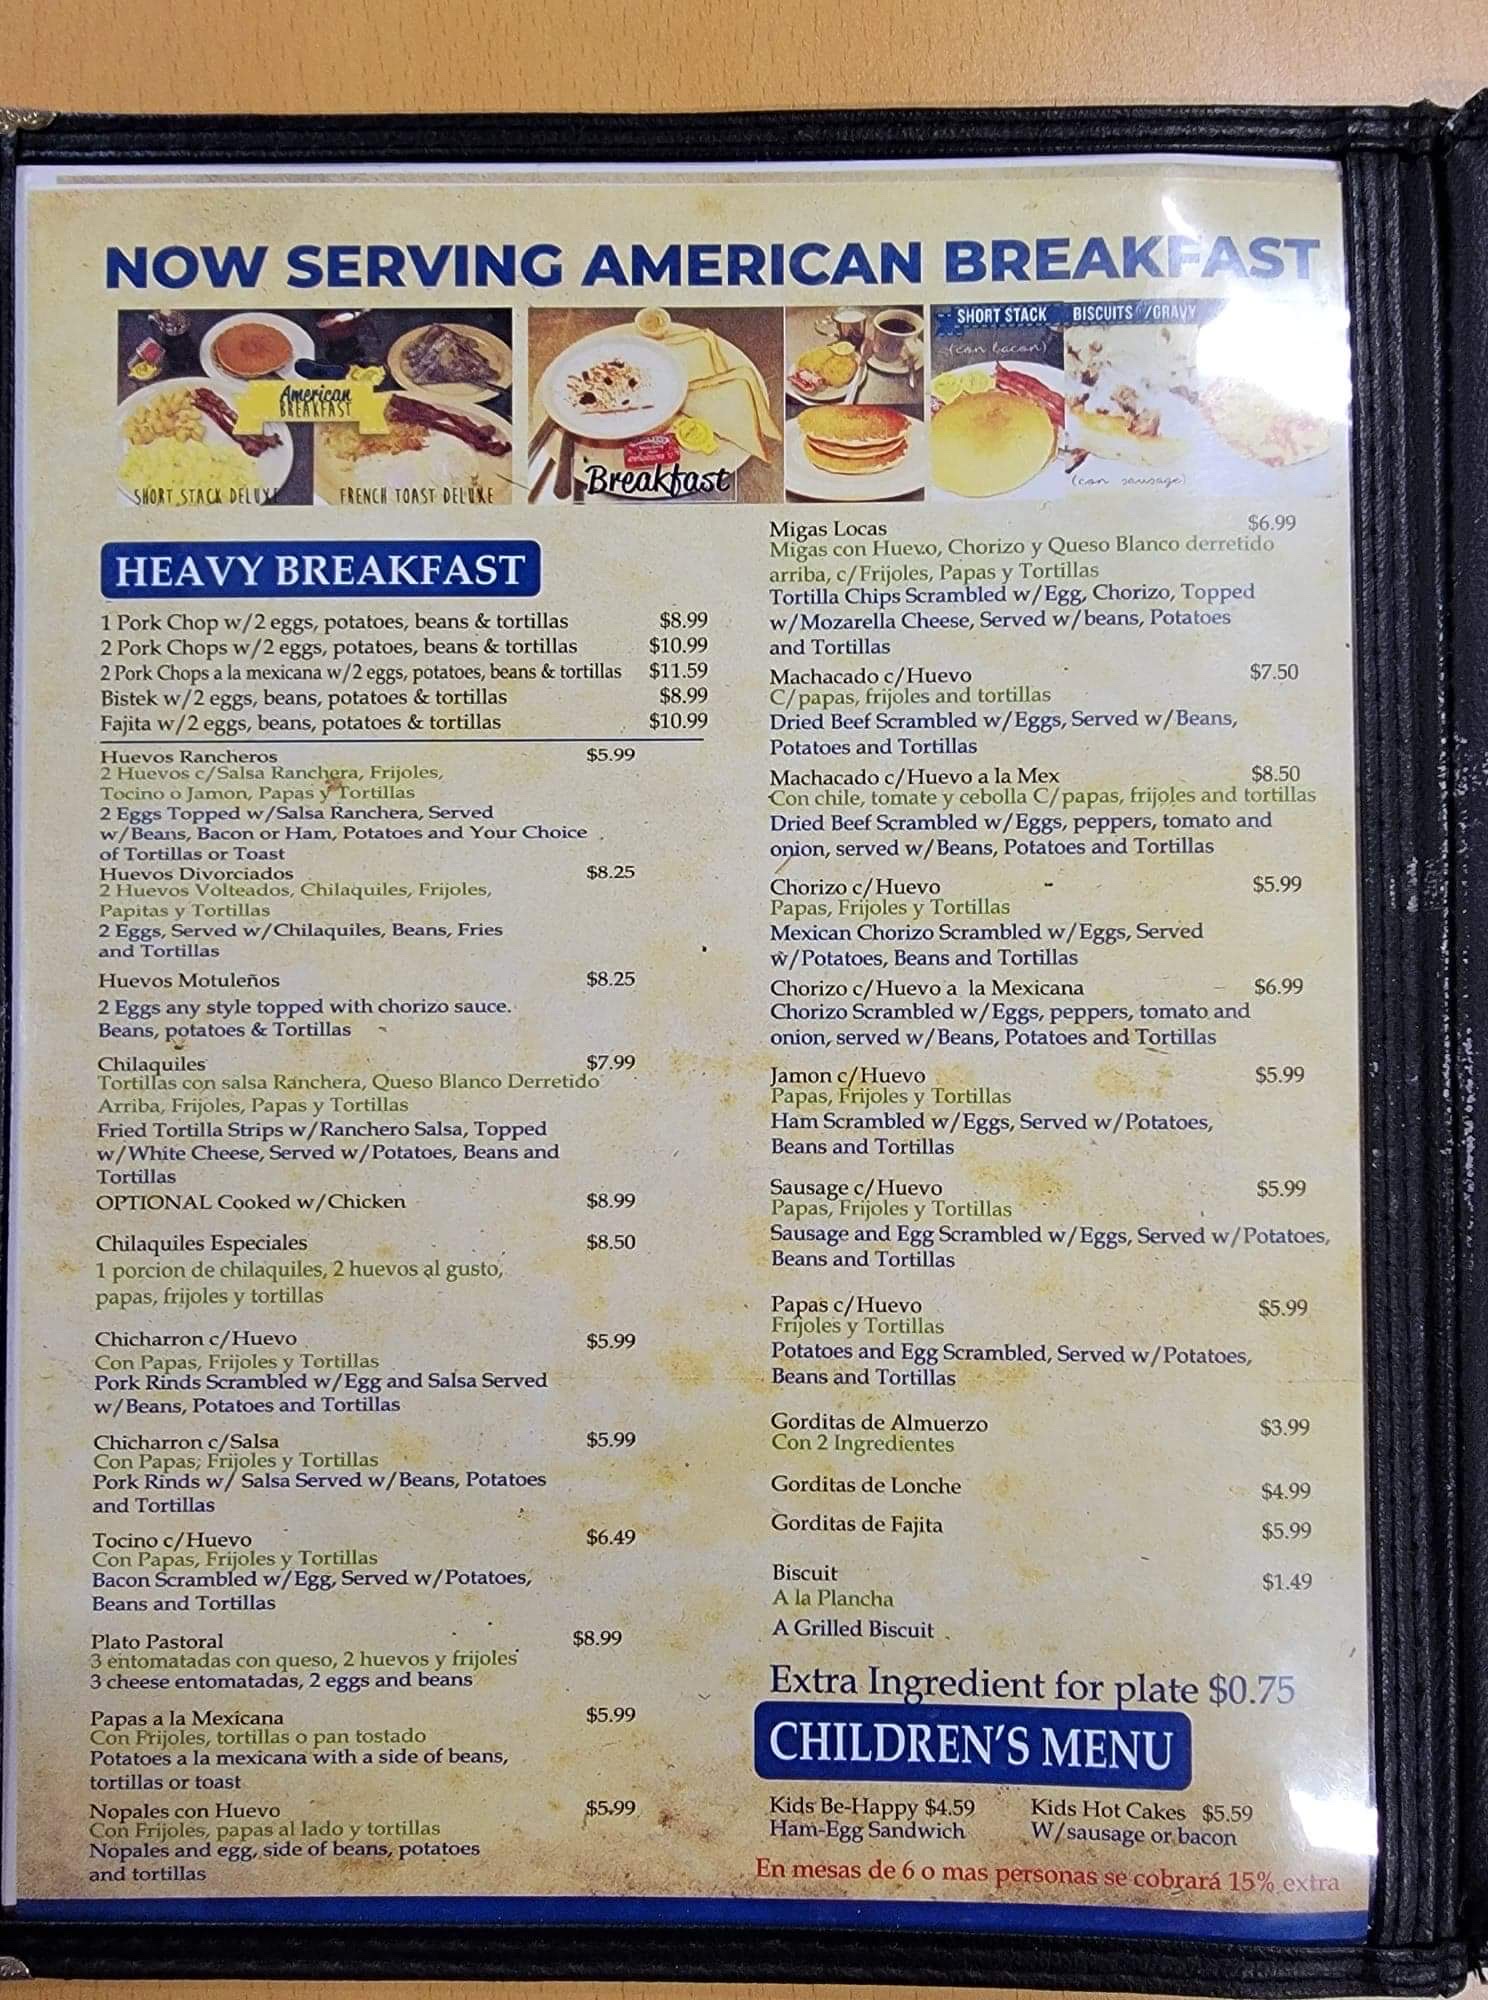 NOW SERVING AMERICAN BREAKFAST
American
BREAKFAST
SHORT STACK DELUXE
FRENCH TOAST DELUXE
Breakfast
SHORT STACK
(con bacon)
BISCUITS /GRAVY
(con sausage)
HEAVY BREAKFAST
1 Pork Chop w/2 eggs, potatoes, beans & tortillas $8.99
2 Pork Chops w/2 eggs, potatoes, beans & tortillas $10.99
2 Pork Chops a la mexicana w/2 eggs, potatoes, beans & tortillas $11.59
Bistek w/2 eggs, beans, potatoes & tortillas $8.99
Fajita w/2 eggs, beans, potatoes & tortillas $10.99
Huevos Rancheros $5.99
2 Huevos c/Salsa Ranchera, Frijoles,
Tocino o Jamon, Papas y Tortillas
2 Eggs Topped w/Salsa Ranchera, Served
w/Beans, Bacon or Ham, Potatoes and Your Choice
of Tortillas or Toast
Huevos Divorciados $8.25
2 Huevos Volteados, Chilaquiles, Frijoles,
Papitas y Tortillas
2 Eggs, Served w/Chilaquiles, Beans, Fries
and Tortillas
Huevos Motuleños $8.25
2 Eggs any style topped with chorizo sauce.
Beans, potatoes & Tortillas
Chilaquiles $7.99
Tortillas con salsa Ranchera, Queso Blanco Derretido
Arriba, Frijoles, Papas y Tortillas
Fried Tortilla Strips w/Ranchero Salsa, Topped
w/White Cheese, Served w/Potatoes, Beans and
Tortillas
OPTIONAL Cooked w/Chicken $8.99
Chilaquiles Especiales $8.50
1 porcion de chilaquiles, 2 huevos al gusto,
papas, frijoles y tortillas
Chicharron c/Huevo $5.99
Con Papas, Frijoles y Tortillas
Pork Rinds Scrambled w/Egg and Salsa Served
w/Beans, Potatoes and Tortillas
Chicharron c/Salsa $5.99
Con Papas, Frijoles y Tortillas
Pork Rinds w/ Salsa Served w/Beans, Potatoes
and Tortillas
Tocino c/Huevo $6.49
Con Papas, Frijoles y Tortillas
Bacon Scrambled w/Egg, Served w/Potatoes,
Beans and Tortillas
Plato Pastoral $8.99
3 entomatadas con queso, 2 huevos y frijoles
3 cheese entomatadas, 2 eggs and beans
Papas a la Mexicana $5.99
Con Frijoles, tortillas o pan tostado
Potatoes a la mexicana with a side of beans,
tortillas or toast
Nopales con Huevo $5.99
Con Frijoles, papas al lado y tortillas
Nopales and egg, side of beans, potatoes
and tortillas
Migas Locas $6.99
Migas con Huevo, Chorizo y Queso Blanco derretido
arriba, c/Frijoles, Papas y Tortillas
Tortilla Chips Scrambled w/Egg, Chorizo, Topped
w/Mozarella Cheese, Served w/beans, Potatoes
and Tortillas
Machacado c/Huevo $7.50
C/papas, frijoles and tortillas
Dried Beef Scrambled w/Eggs, Served w/Beans,
Potatoes and Tortillas
Machacado c/Huevo a la Mex $8.50
Con chile, tomate y cebolla C/papas, frijoles and tortillas
Dried Beef Scrambled w/Eggs, peppers, tomato and
onion, served w/Beans, Potatoes and Tortillas
Chorizo c/Huevo $5.99
Papas, Frijoles y Tortillas
Mexican Chorizo Scrambled w/Eggs, Served
w/Potatoes, Beans and Tortillas
Chorizo c/Huevo a la Mexicana $6.99
Chorizo Scrambled w/Eggs, peppers, tomato and
onion, served w/Beans, Potatoes and Tortillas
Jamon c/Huevo $5.99
Papas, Frijoles y Tortillas
Ham Scrambled w/Eggs, Served w/Potatoes,
Beans and Tortillas
Sausage c/Huevo $5.99
Papas, Frijoles y Tortillas
Sausage and Egg Scrambled w/Eggs, Served w/Potatoes,
Beans and Tortillas
Papas c/Huevo $5.99
Frijoles y Tortillas
Potatoes and Egg Scrambled, Served w/Potatoes,
Beans and Tortillas
Gorditas de Almuerzo $3.99
Con 2 Ingredientes
Gorditas de Lonche $4.99
Gorditas de Fajita $5.99
Biscuit $1.49
A la Plancha
A Grilled Biscuit
Extra Ingredient for plate $0.75
CHILDREN'S MENU
Kids Be-Happy $4.59
Ham-Egg Sandwich
Kids Hot Cakes $5.59
W/sausage or bacon
En mesas de 6 o mas personas se cobrará 15% extra